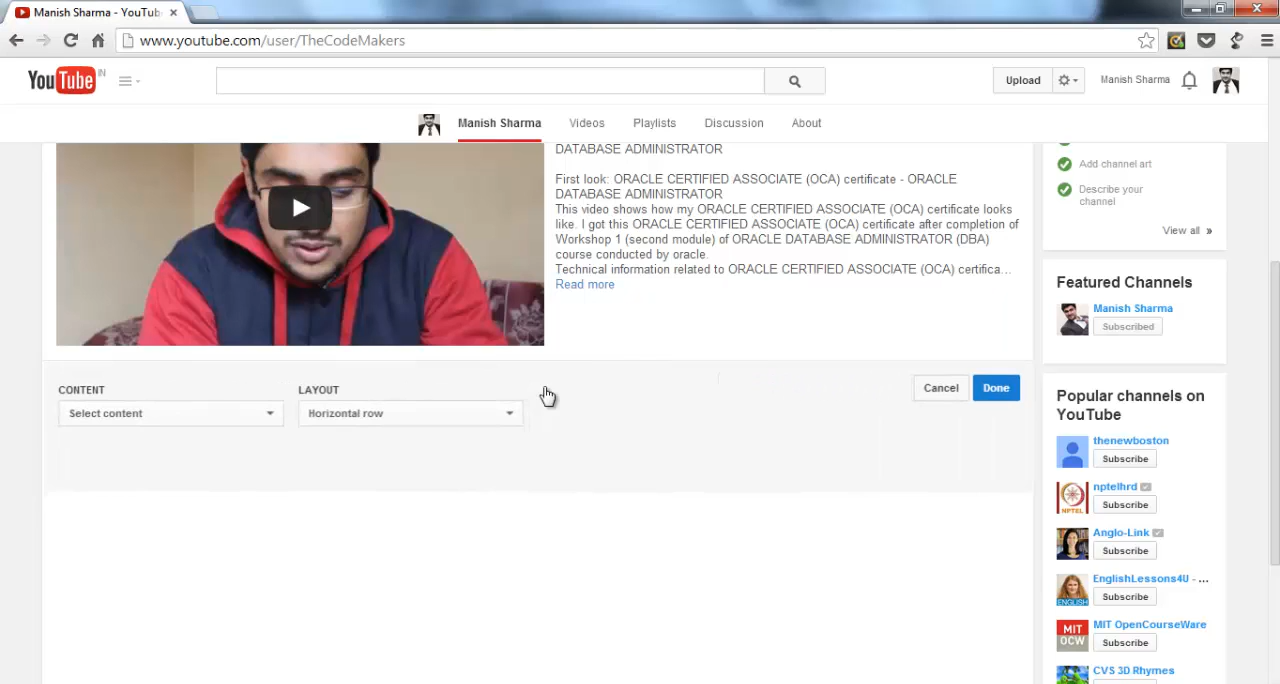 Manish Sharma - YouTub
www.youtube.com/user/TheCodeMakers
YouTube IN
Upload
Manish Sharma
Manish Sharma
Videos
Playlists
Discussion
About
DATABASE ADMINISTRATOR
First look: ORACLE CERTIFIED ASSOCIATE (OCA) certificate - ORACLE
DATABASE ADMINISTRATOR
This video shows how my ORACLE CERTIFIED ASSOCIATE (OCA) certificate looks
like. I got this ORACLE CERTIFIED ASSOCIATE (OCA) certificate after completion of
Workshop 1 (second module) of ORACLE DATABASE ADMINISTRATOR (DBA)
course conducted by oracle.
Technical information related to ORACLE CERTIFIED ASSOCIATE (OCA) certifica...
Read more
CONTENT
Select content
LAYOUT
Horizontal row
Cancel
Done
Add channel art
Describe your
channel
View all »
Featured Channels
Manish Sharma
Subscribed
Popular channels on
YouTube
thenewboston
Subscribe
nptelhrd
Subscribe
NPTEL
Anglo-Link
Subscribe
EnglishLessons4U - ...
Subscribe
ENGLISH
MIT OpenCourseWare
Subscribe
MIT
OCW
CVS 3D Rhymes